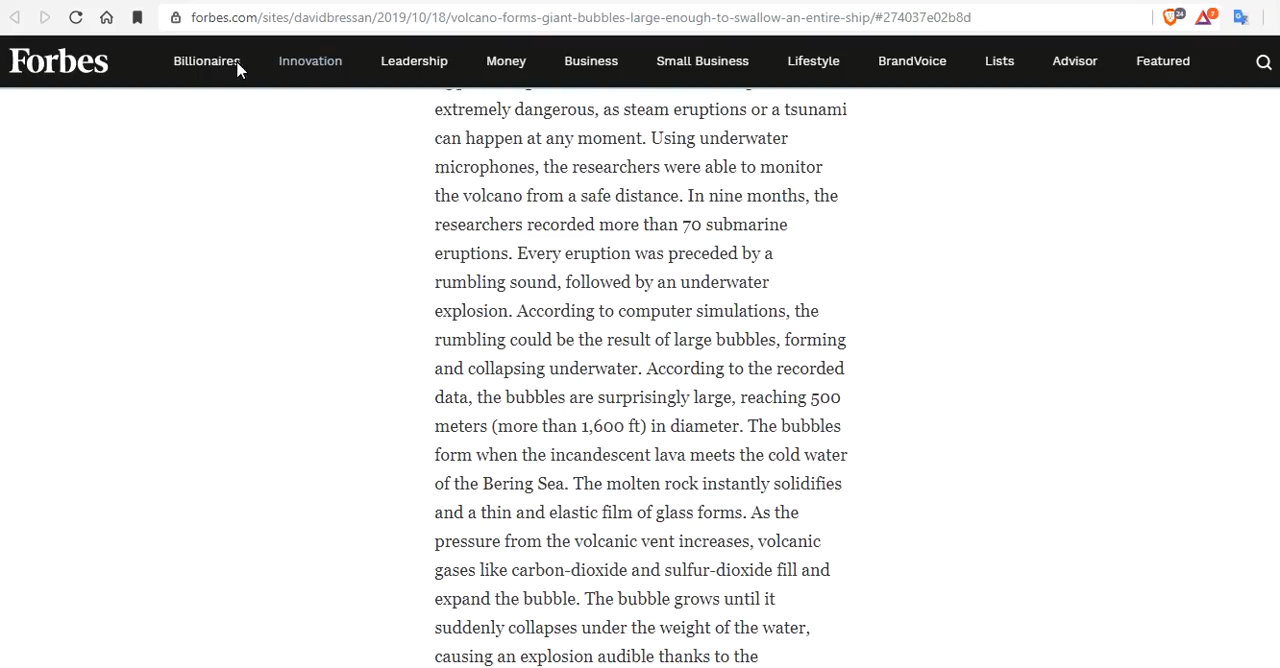 forbes.com/sites/davidbressan/2019/10/18/volcano-forms-giant-bubbles-large-enough-to-swallow-an-entire-ship/#274037e02b8d
24
7
Forbes Billionaires Innovation Leadership Money Business Small Business Lifestyle BrandVoice Lists Advisor Featured
extremely dangerous, as steam eruptions or a tsunami
can happen at any moment. Using underwater
microphones, the researchers were able to monitor
the volcano from a safe distance. In nine months, the
researchers recorded more than 70 submarine
eruptions. Every eruption was preceded by a
rumbling sound, followed by an underwater
explosion. According to computer simulations, the
rumbling could be the result of large bubbles, forming
and collapsing underwater. According to the recorded
data, the bubbles are surprisingly large, reaching 500
meters (more than 1,600 ft) in diameter. The bubbles
form when the incandescent lava meets the cold water
of the Bering Sea. The molten rock instantly solidifies
and a thin and elastic film of glass forms. As the
pressure from the volcanic vent increases, volcanic
gases like carbon-dioxide and sulfur-dioxide fill and
expand the bubble. The bubble grows until it
suddenly collapses under the weight of the water,
causing an explosion audible thanks to the